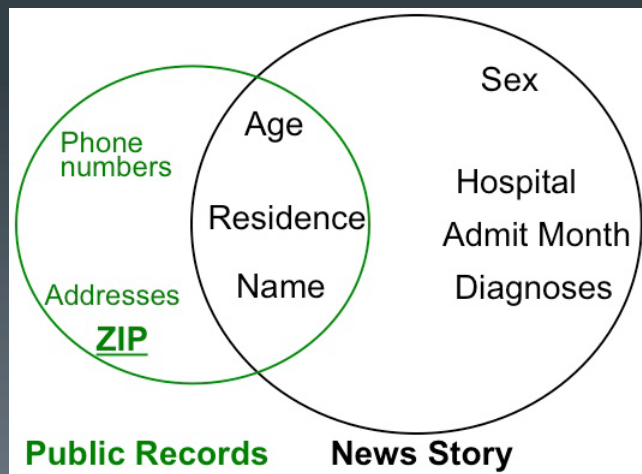 Sex
Age
Phone
numbers
Hospital
Residence
Admit Month
Name
Diagnoses
Addresses
ZIP
Public Records
News Story